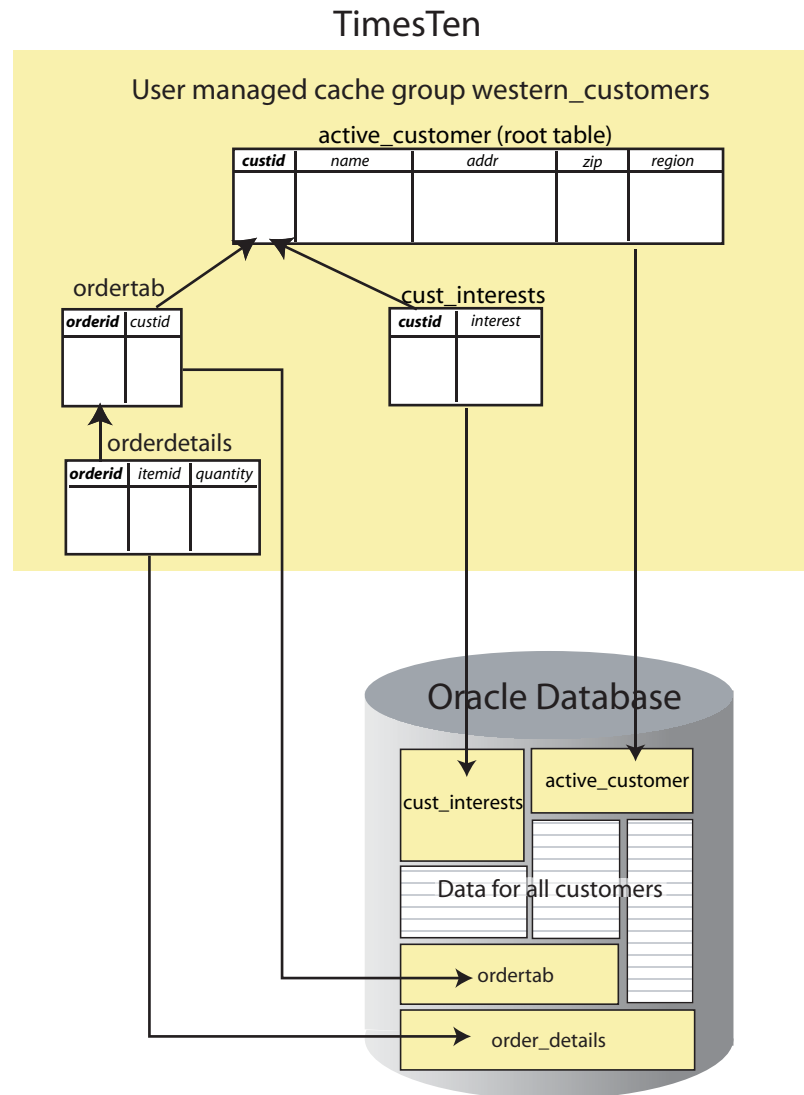 TimesTen
User managed cache group western_customers
active_customer (root table)
custid name addr zip region
ordertab
orderid custid
cust_interests
custid interest
orderdetails
orderid itemid quantity
Oracle Database
cust_interests
active_customer
Data for all customers
ordertab
order_details